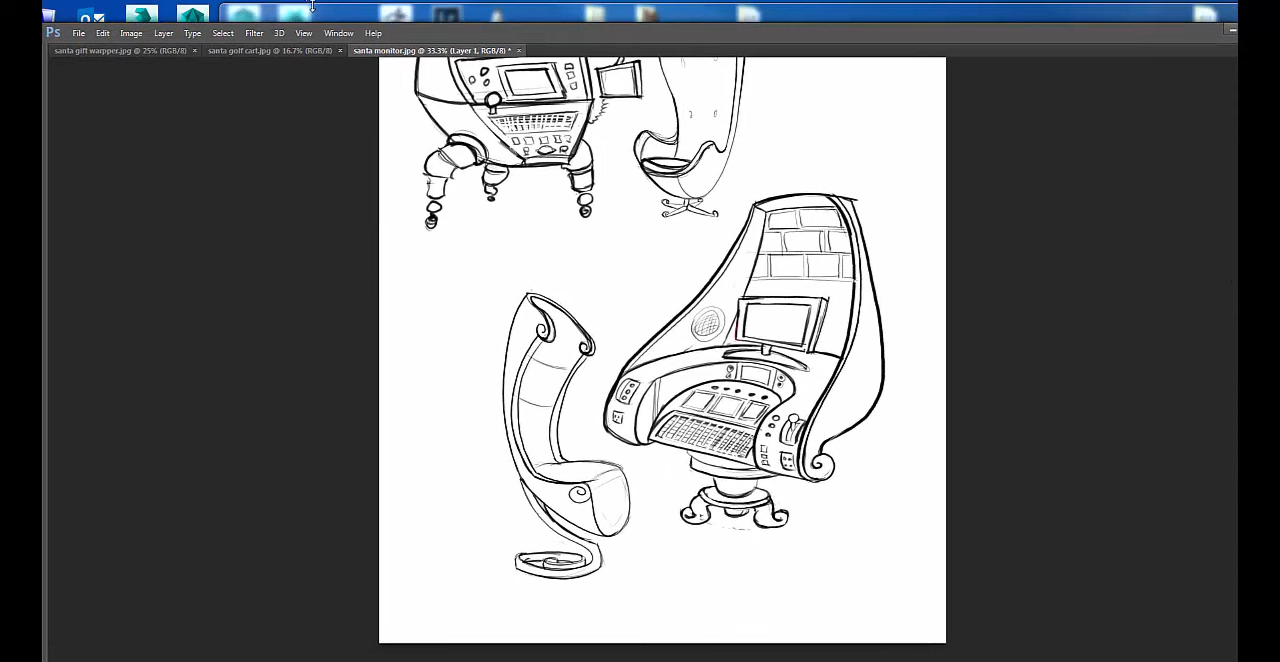 Ps File Edit Image Layer Type Select Filter 3D View Window Help
santa gift warpper.jpg @ 25% (RGB/8) × santa golf cart.jpg @ 16.7% (RGB/8) × santa monitor.jpg @ 33.3% (Layer 1, RGB/8) * ×